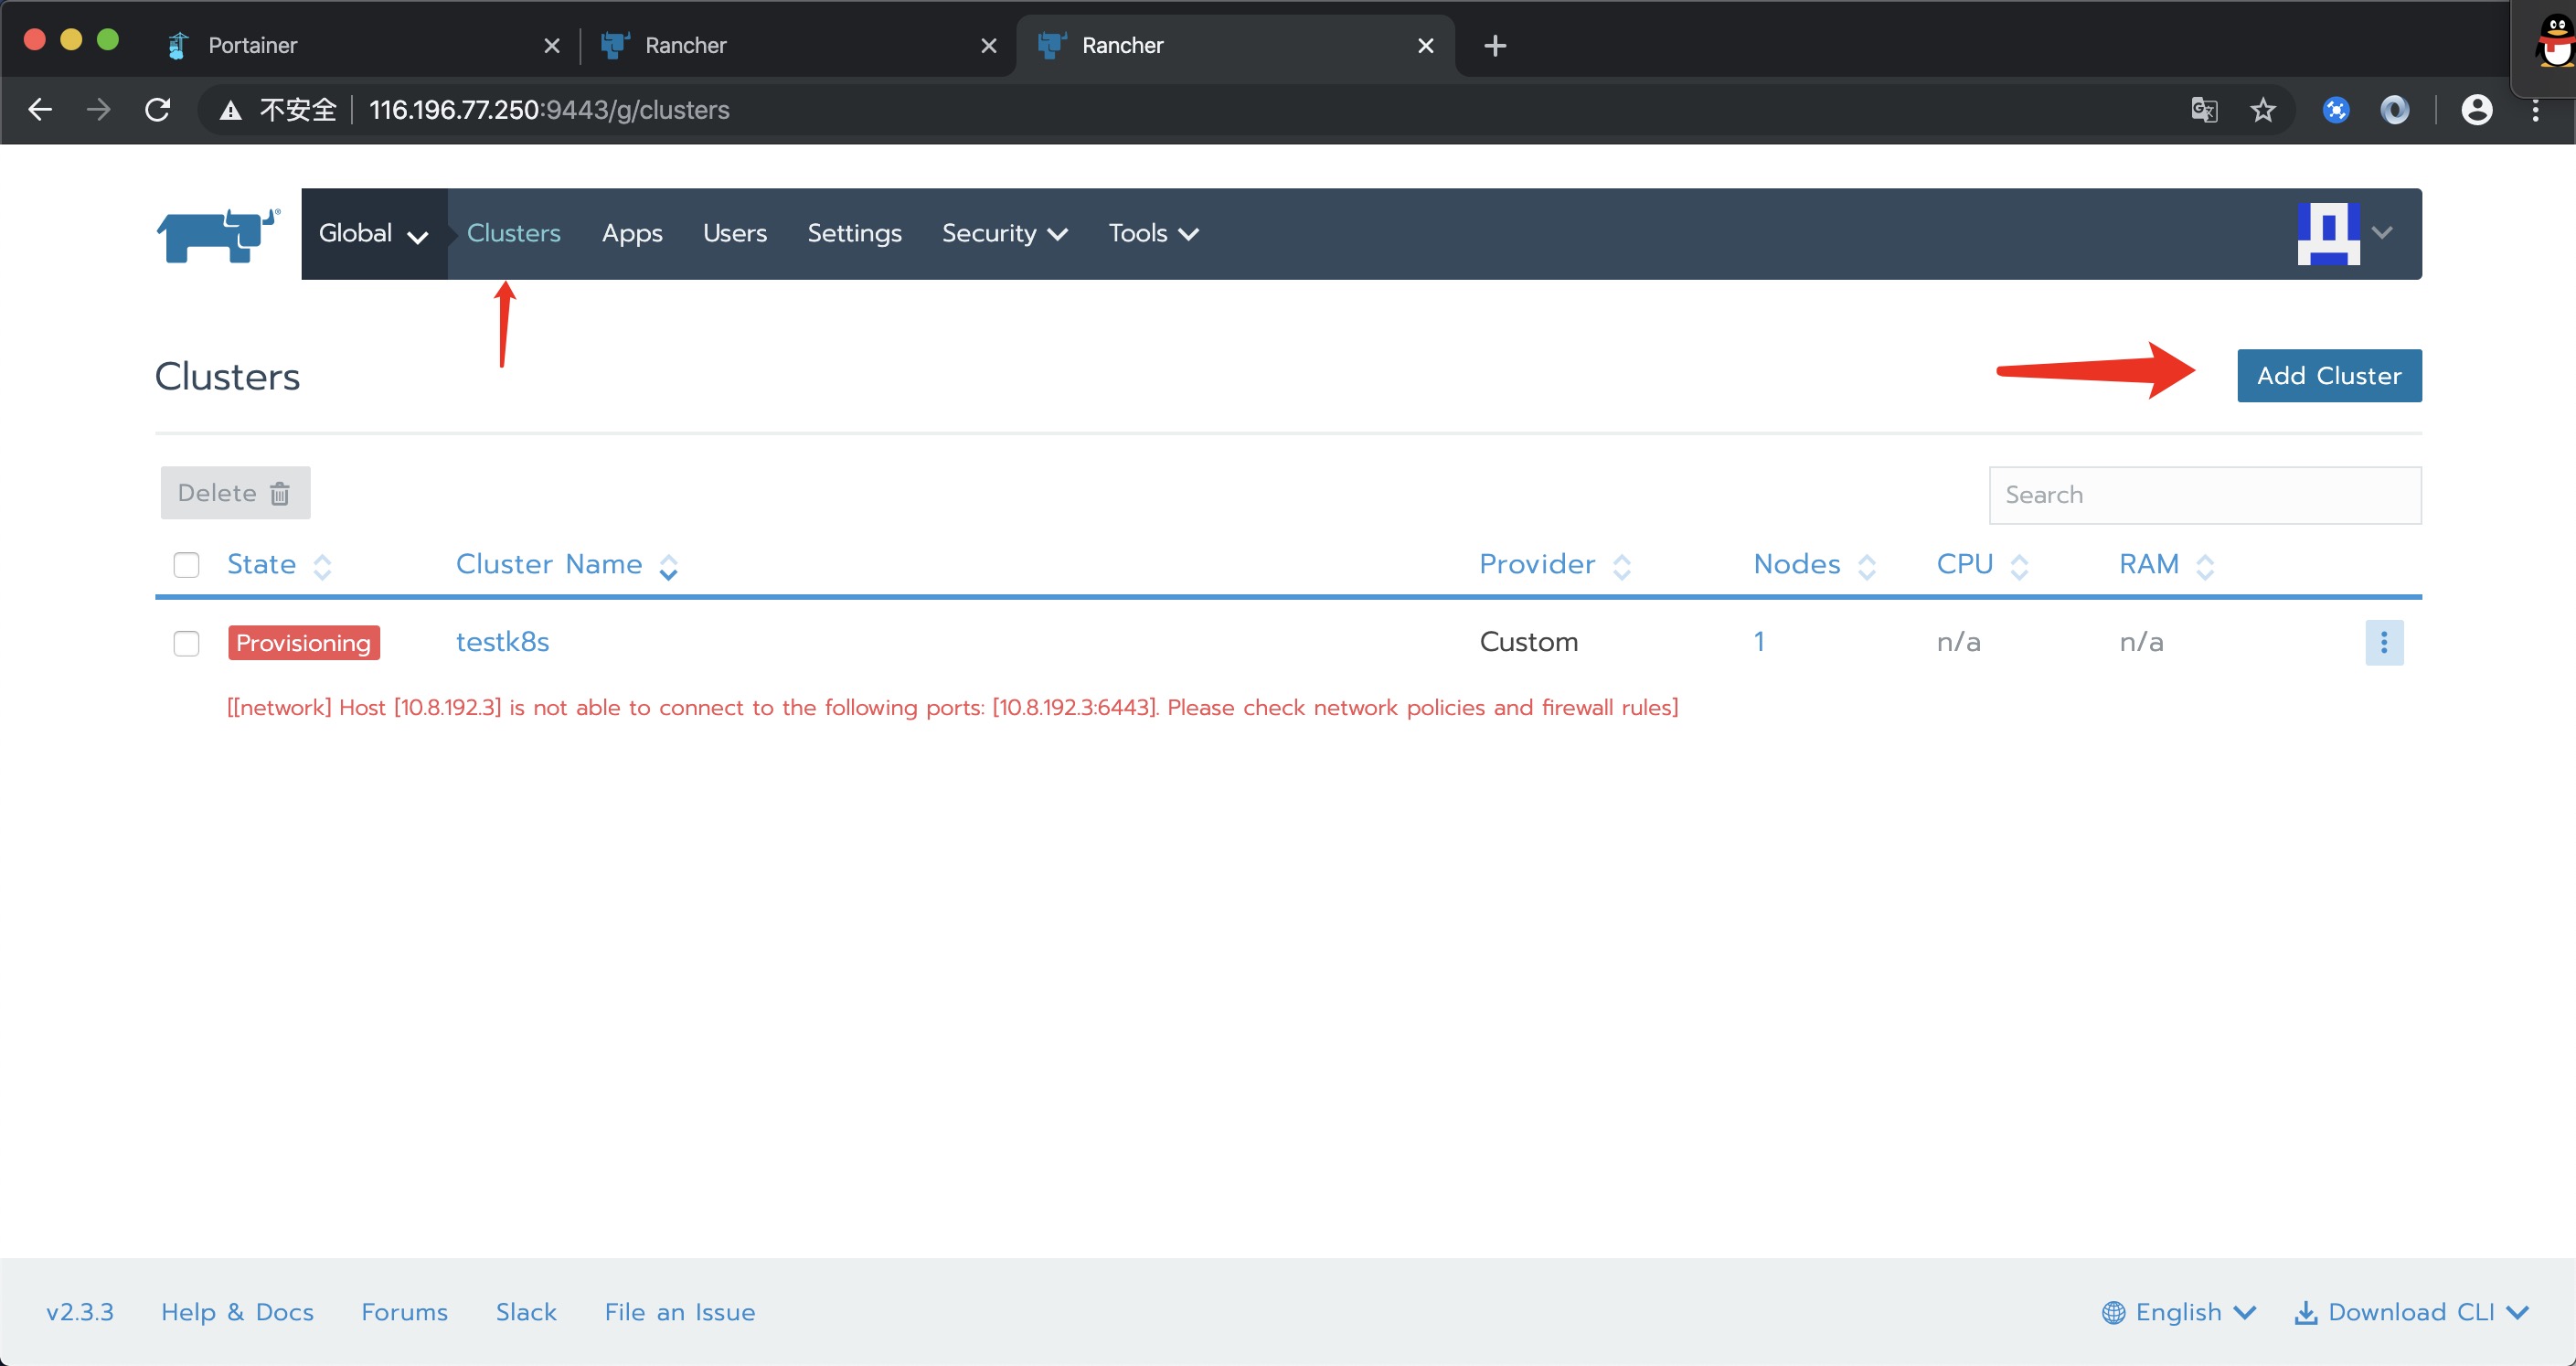 Portainer
Rancher
Rancher
不安全 116.196.77.250:9443/g/clusters
Global Clusters Apps Users Settings Security Tools
Clusters
Add Cluster
Delete
Search
State Cluster Name Provider Nodes CPU RAM
Provisioning testk8s Custom 1 n/a n/a
[[network] Host [10.8.192.3] is not able to connect to the following ports: [10.8.192.3:6443]. Please check network policies and firewall rules]
v2.3.3 Help & Docs Forums Slack File an Issue English Download CLI